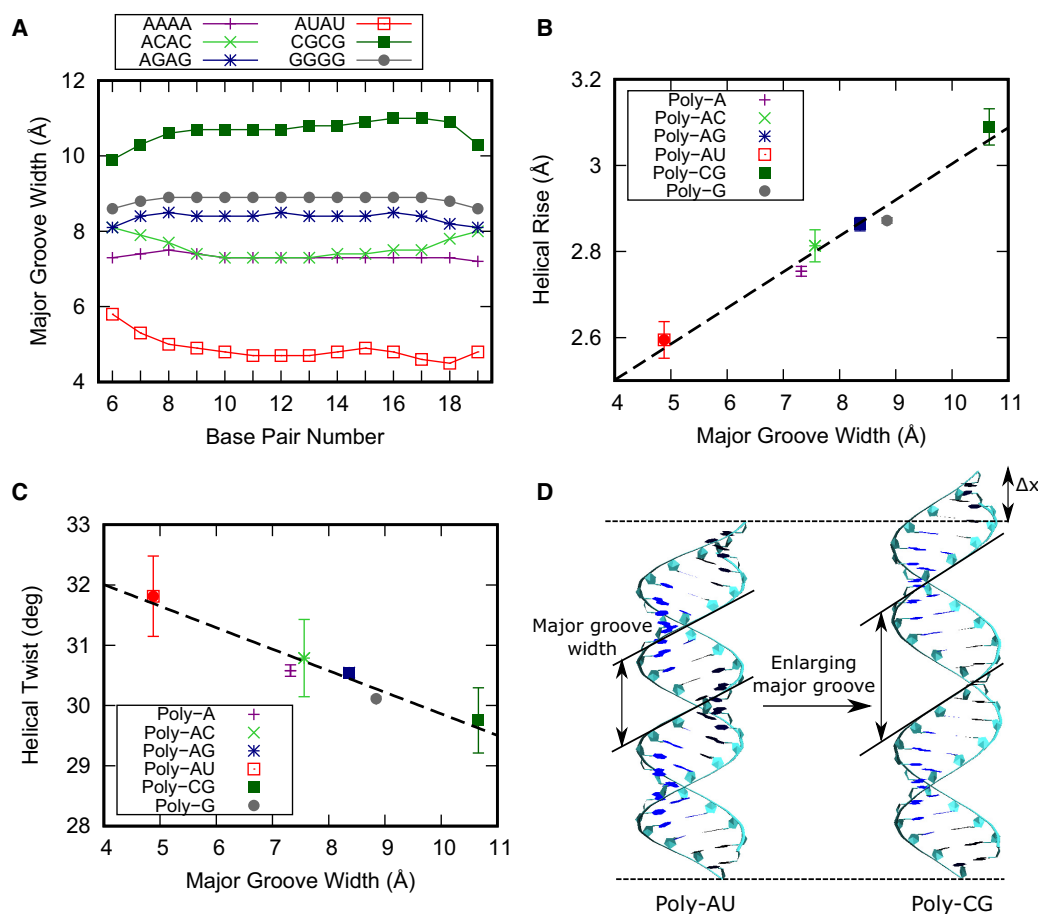 A
AAAA AUAU
ACAC CGCG
AGAG GGGG
Major Groove Width (Å)
12
10
8
6
4
6 8 10 12 14 16 18
Base Pair Number
B
Poly−A
Poly−AC
Poly−AG
Poly−AU
Poly−CG
Poly−G
Helical Rise (Å)
3.2
3
2.8
2.6
4 5 6 7 8 9 10 11
Major Groove Width (Å)
C
Helical Twist (deg)
33
32
31
30
29
28
Poly−A
Poly−AC
Poly−AG
Poly−AU
Poly−CG
Poly−G
4 5 6 7 8 9 10 11
Major Groove Width (Å)
D
Δx
Major groove
width
Enlarging
major groove
Poly-AU Poly-CG